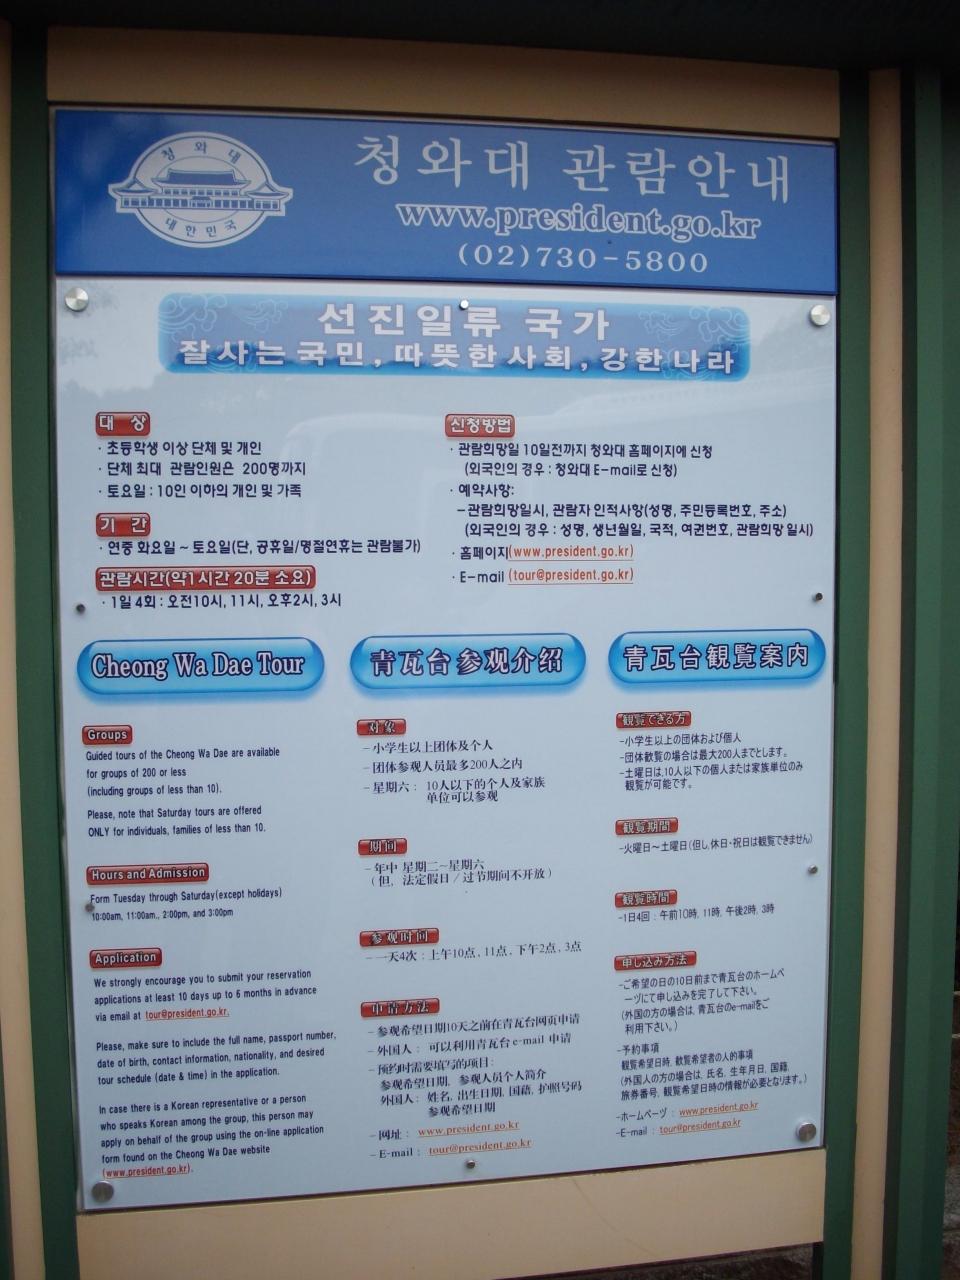 청와대
대한민국
청와대 관람안내
www.president.go.kr
(02)730-5800
선진일류 국가
잘사는국민, 따뜻한사회, 강한나라
대 상
· 초등학생 이상 단체 및 개인
· 단체 최대 관람인원은 200명까지
· 토요일 : 10인 이하의 개인 및 가족
기 간
· 연중 화요일 ~ 토요일(단, 공휴일/명절연휴는 관람불가)
관람시간(약1시간 20분 소요)
· 1일 4회 : 오전10시, 11시, 오후2시, 3시
신청방법
· 관람희망일 10일전까지 청와대 홈페이지에 신청
(외국인의 경우 : 청와대 E-mail로 신청)
· 예약사항:
-관람희망일시, 관람자 인적사항(성명, 주민등록번호, 주소)
(외국인의 경우 : 성명, 생년월일, 국적, 여권번호, 관람희망 일시)
· 홈페이지(www.president.go.kr)
· E-mail (tour@president.go.kr)
Cheong Wa Dae Tour
Groups
Guided tours of the Cheong Wa Dae are available
for groups of 200 or less
(including groups of less than 10).
Please, note that Saturday tours are offered
ONLY for individuals, families of less than 10.
Hours and Admission
Form Tuesday through Saturday(except holidays)
10:00am, 11:00am., 2:00pm, and 3:00pm
Application
We strongly encourage you to submit your reservation
applications at least 10 days up to 6 months in advance
via email at tour@president.go.kr.
Please, make sure to include the full name, passport number,
date of birth, contact information, nationality, and desired
tour schedule (date & time) in the application.
In case there is a Korean representative or a person
who speaks Korean among the group, this person may
apply on behalf of the group using the on-line application
form found on the Cheong Wa Dae website
(www.president.go.kr).
青瓦台 参观介绍
对象
-小学生以上团体及个人
-团体参观人员最多200人之内
-星期六： 10人以下的个人及家族
单位可以参观
期间
-年中 星期二~星期六
(但, 法定假日 / 过节期间不开放)
参观时间
-一天4次 : 上午10点, 11点, 下午2点, 3点
申请方法
-参观希望日期10天之前在青瓦台网页申请
-外国人： 可以利用青瓦台 e-mail 申请
-预约时需要填写的项目:
参观希望日期, 参观人员个人简介
外国人： 姓名, 出生日期, 国籍, 护照号码
参观希望日期
-网址： www.president.go.kr
-E-mail： tour@president.go.kr
青瓦台観覧案内
観覧できる方
-小学生以上の団体および個人
-団体観覧の場合は最大200人までとします。
-土曜日は､10人以下の個人または家族単位のみ
観覧が可能です。
観覧期間
-火曜日～土曜日(但し､休日・祝日は観覧できません)
観覧時間
-1日4回 : 午前10時, 11時, 午後2時, 3時
申し込み方法
-ご希望の日の10日前まで青瓦台のホームペ
ージにて申し込みを完了して下さい。
(外国の方の場合は､青瓦台のe-mailをご
利用下さい｡)
-予約事項
観覧希望日時､観覧希望者の人的事項
(外国人の方の場合は､氏名､生年月日､国籍､
旅券番号､観覧希望日時の情報が必要となります｡)
-ホームページ : www.president.go.kr
-E-mail : tour@president.go.kr